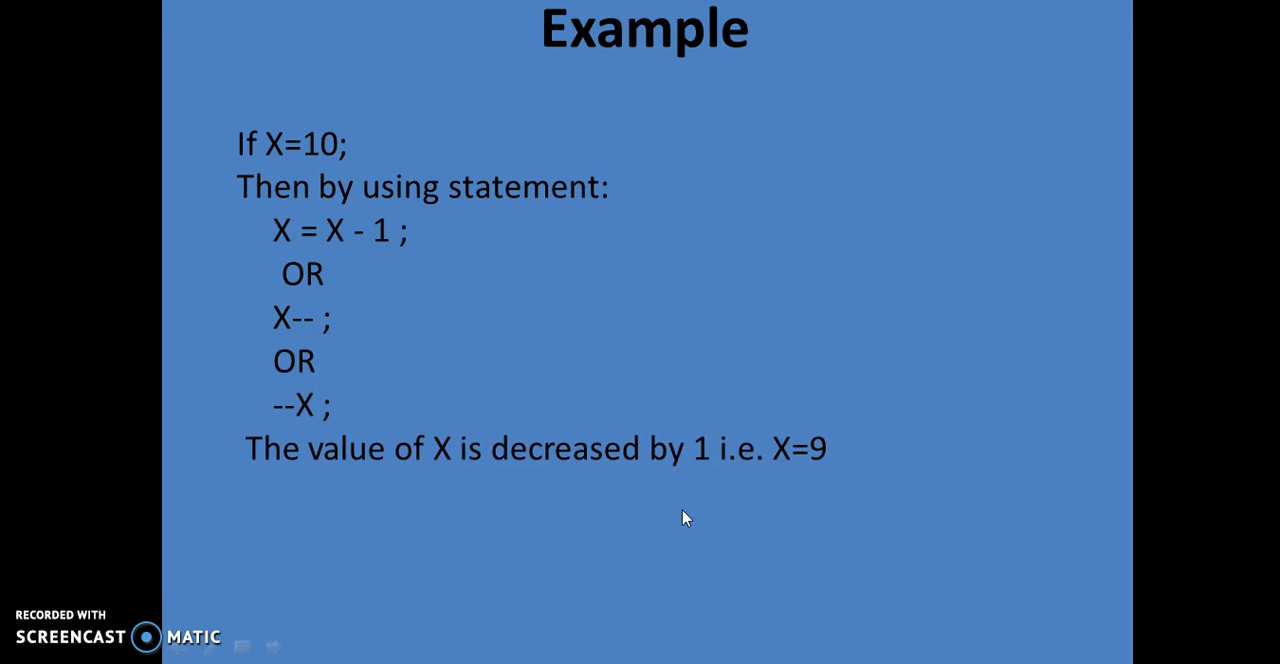 Example
If X=10;
Then by using statement:
X = X - 1 ;
OR
X-- ;
OR
--X ;
The value of X is decreased by 1 i.e. X=9
RECORDED WITH
SCREENCAST MATIC